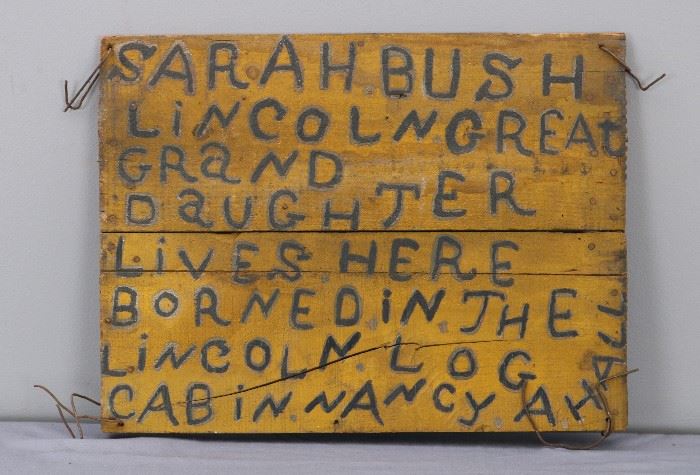 SARAH BUSH
LiNCOLN GREAt
GRaND
DaUGHTER
LiVES HERE
BORNED iN THE
LiNCOLN LOG
CABiN NANCY AH